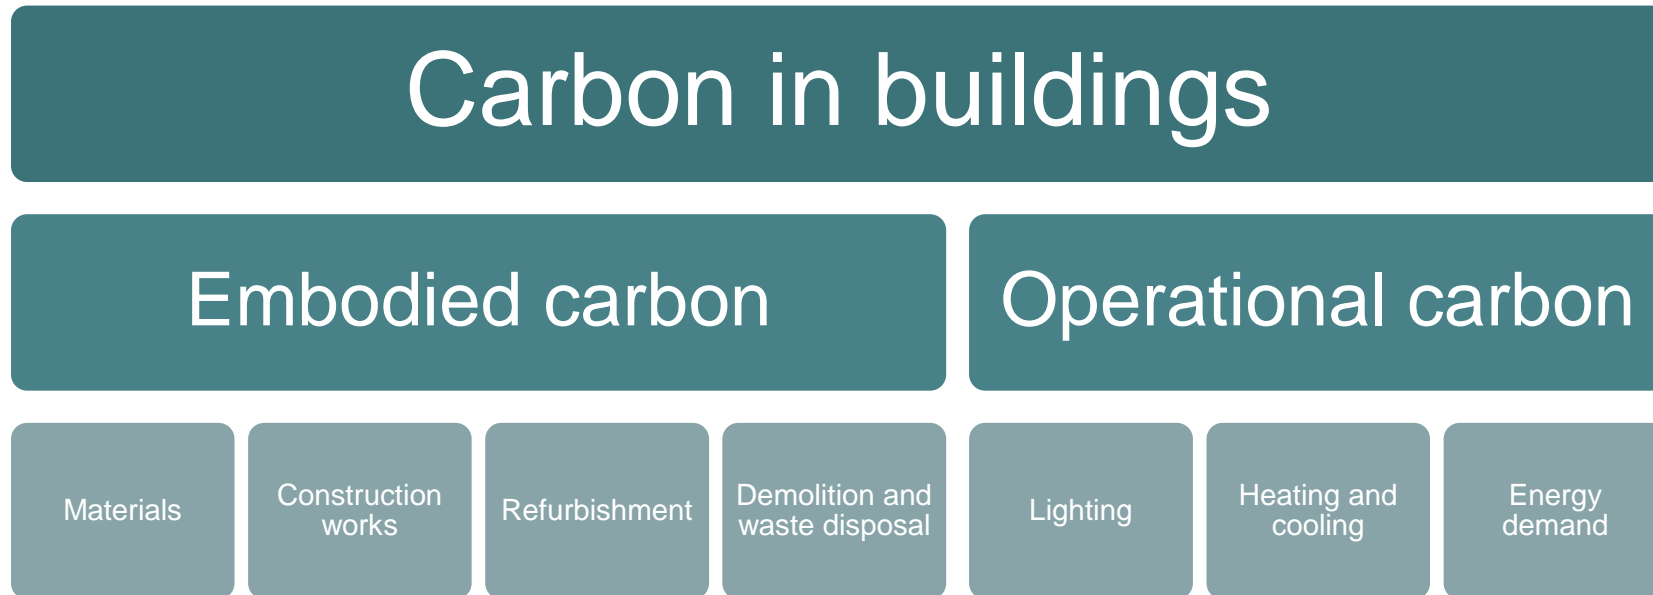 Carbon in buildings
Embodied carbon
Operational carbon
Materials
Construction
works
Refurbishment
Demolition and
waste disposal
Lighting
Heating and
cooling
Energy
demand